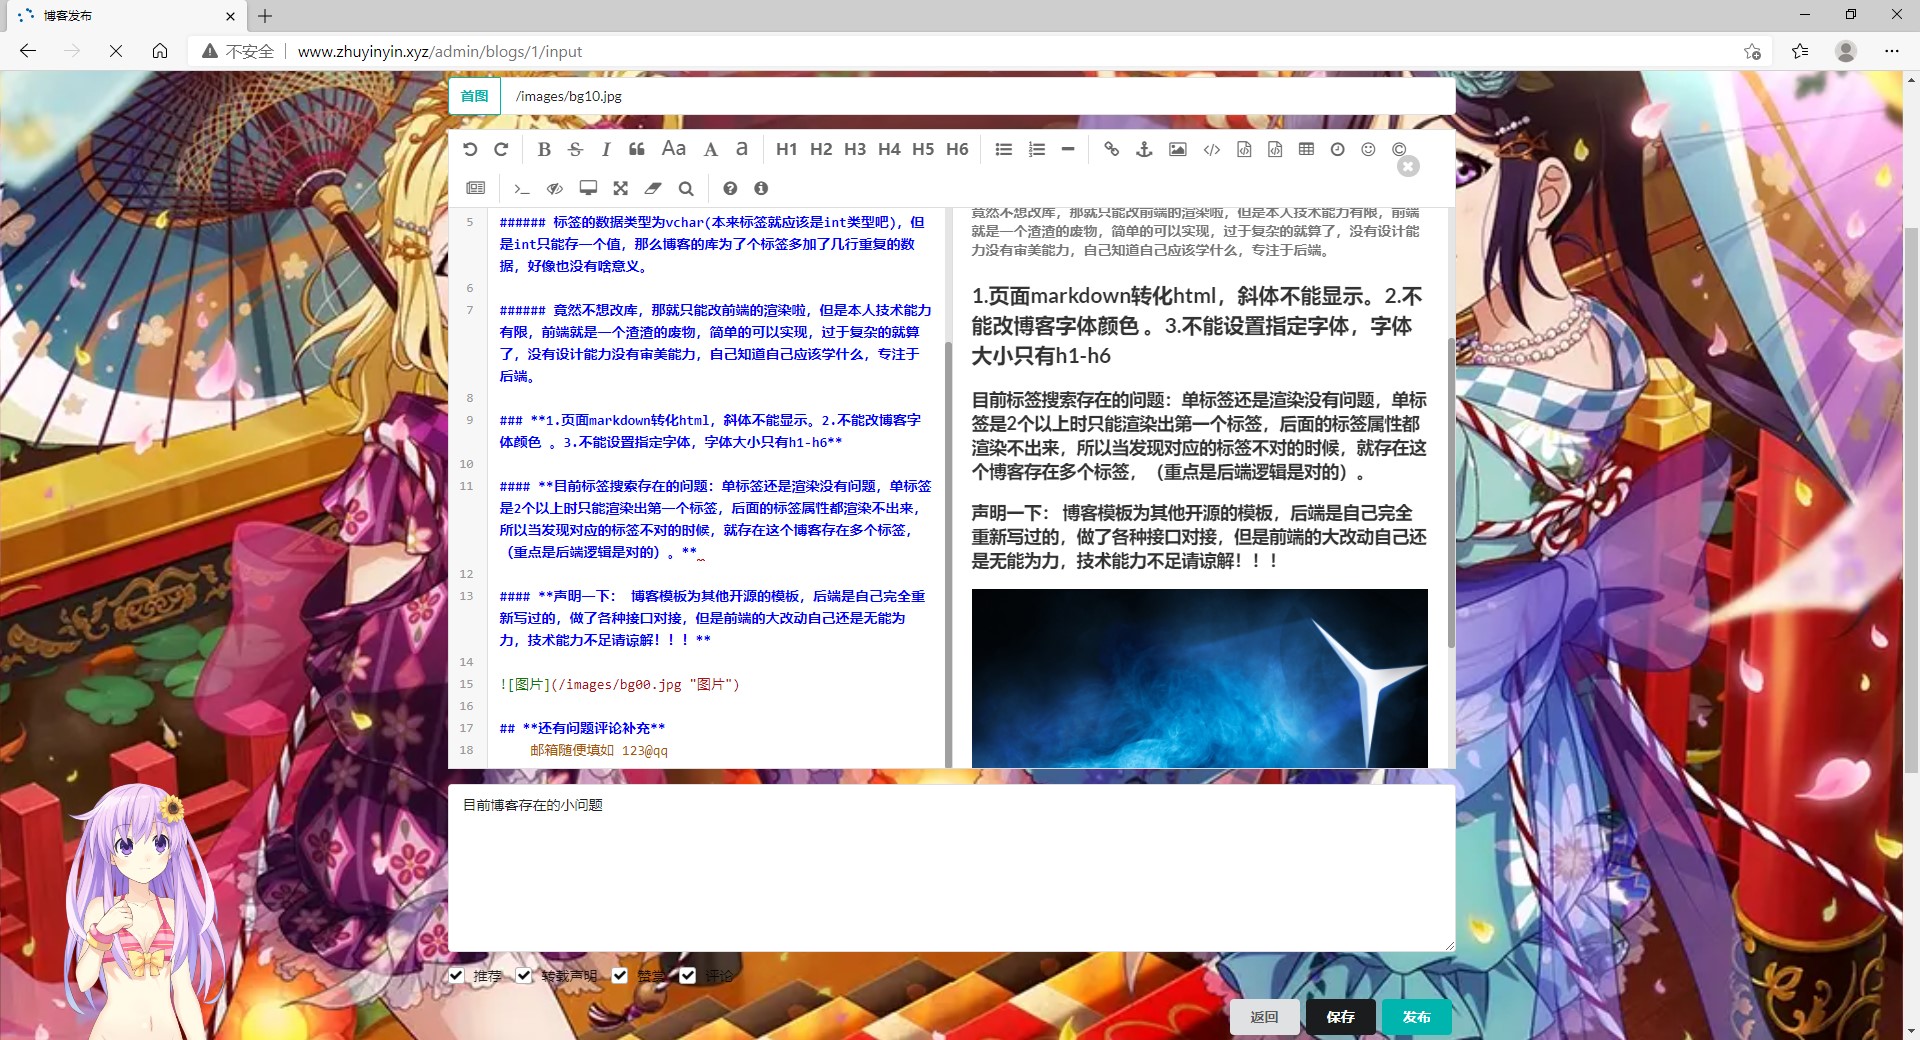 博客发布
不安全 www.zhuyinyin.xyz/admin/blogs/1/input
首图 /images/bg10.jpg
B S I Aa A a H1 H2 H3 H4 H5 H6
5 ###### 标签的数据类型为vchar(本来标签就应该是int类型吧)，但
是int只能存一个值，那么博客的库为了个标签多加了几行重复的数
据，好像也没有啥意义。
6
7 ###### 竟然不想改库，那就只能改前端的渲染啦，但是本人技术能力
有限，前端就是一个渣渣的废物，简单的可以实现，过于复杂的就算
了，没有设计能力没有审美能力，自己知道自己应该学什么，专注于
后端。
8
9 ### **1.页面markdown转化html，斜体不能显示。2.不能改博客字
体颜色 。3.不能设置指定字体，字体大小只有h1-h6**
10
11 #### **目前标签搜索存在的问题：单标签还是渲染没有问题，单标签
是2个以上时只能渲染出第一个标签，后面的标签属性都渲染不出来，
所以当发现对应的标签不对的时候，就存在这个博客存在多个标签，
（重点是后端逻辑是对的）。**
12
13 #### **声明一下： 博客模板为其他开源的模板，后端是自己完全重
新写过的，做了各种接口对接，但是前端的大改动自己还是无能为
力，技术能力不足请谅解！！！**
14
15 ![图片](/images/bg00.jpg "图片")
16
17 ## **还有问题评论补充**
18 邮箱随便填如 123@qq
竟然不想改库，那就只能改前端的渲染啦，但是本人技术能力有限，前端
就是一个渣渣的废物，简单的可以实现，过于复杂的就算了，没有设计能
力没有审美能力，自己知道自己应该学什么，专注于后端。
1.页面markdown转化html，斜体不能显示。2.不
能改博客字体颜色 。3.不能设置指定字体，字体
大小只有h1-h6
目前标签搜索存在的问题：单标签还是渲染没有问题，单标
签是2个以上时只能渲染出第一个标签，后面的标签属性都
渲染不出来，所以当发现对应的标签不对的时候，就存在这
个博客存在多个标签，（重点是后端逻辑是对的）。
声明一下： 博客模板为其他开源的模板，后端是自己完全
重新写过的，做了各种接口对接，但是前端的大改动自己还
是无能为力，技术能力不足请谅解！！！
目前博客存在的小问题
推荐 转载声明 赞赏 评论
返回 保存 发布